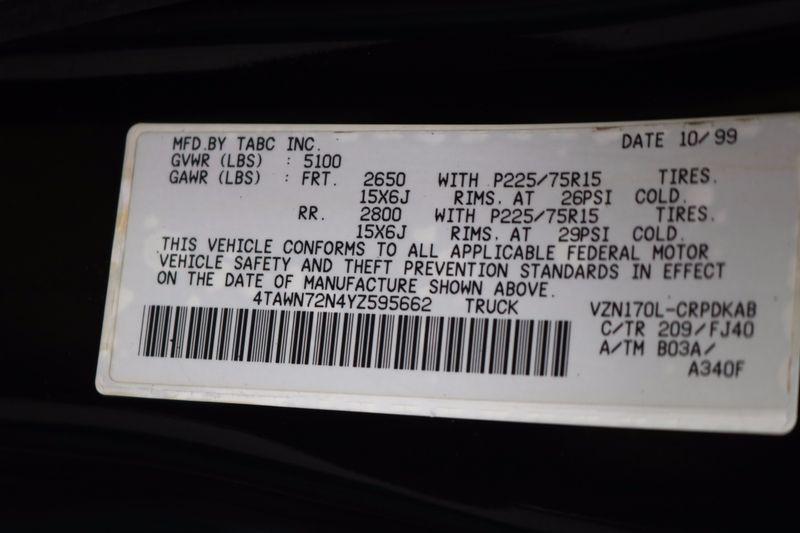 MFD.BY TABC INC. DATE 10/99
GVWR (LBS) : 5100
GAWR (LBS) : FRT. 2650 WITH P225/75R15 TIRES.
15X6J RIMS. AT 26PSI COLD.
RR. 2800 WITH P225/75R15 TIRES.
15X6J RIMS. AT 29PSI COLD.
THIS VEHICLE CONFORMS TO ALL APPLICABLE FEDERAL MOTOR
VEHICLE SAFETY AND THEFT PREVENTION STANDARDS IN EFFECT
ON THE DATE OF MANUFACTURE SHOWN ABOVE.
4TAWN72N4YZ595662 TRUCK VZN170L-CRPDKAB
C/TR 209/FJ40
A/TM B03A/
A340F